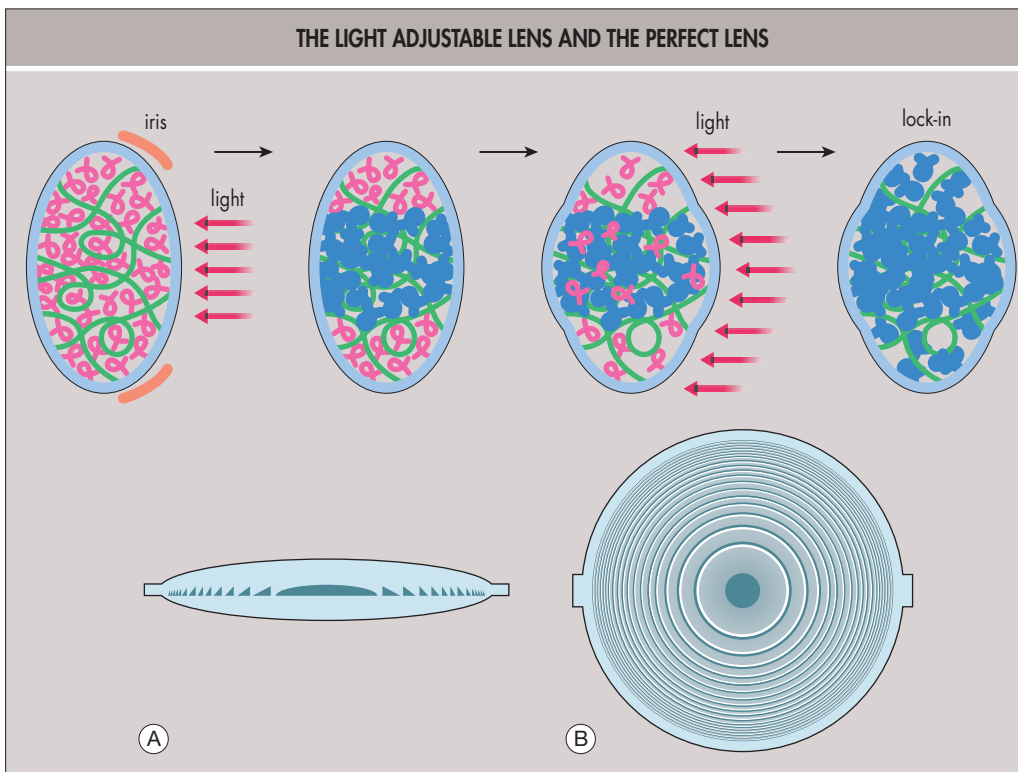 THE LIGHT ADJUSTABLE LENS AND THE PERFECT LENS
iris
light
light
lock-in
A
B